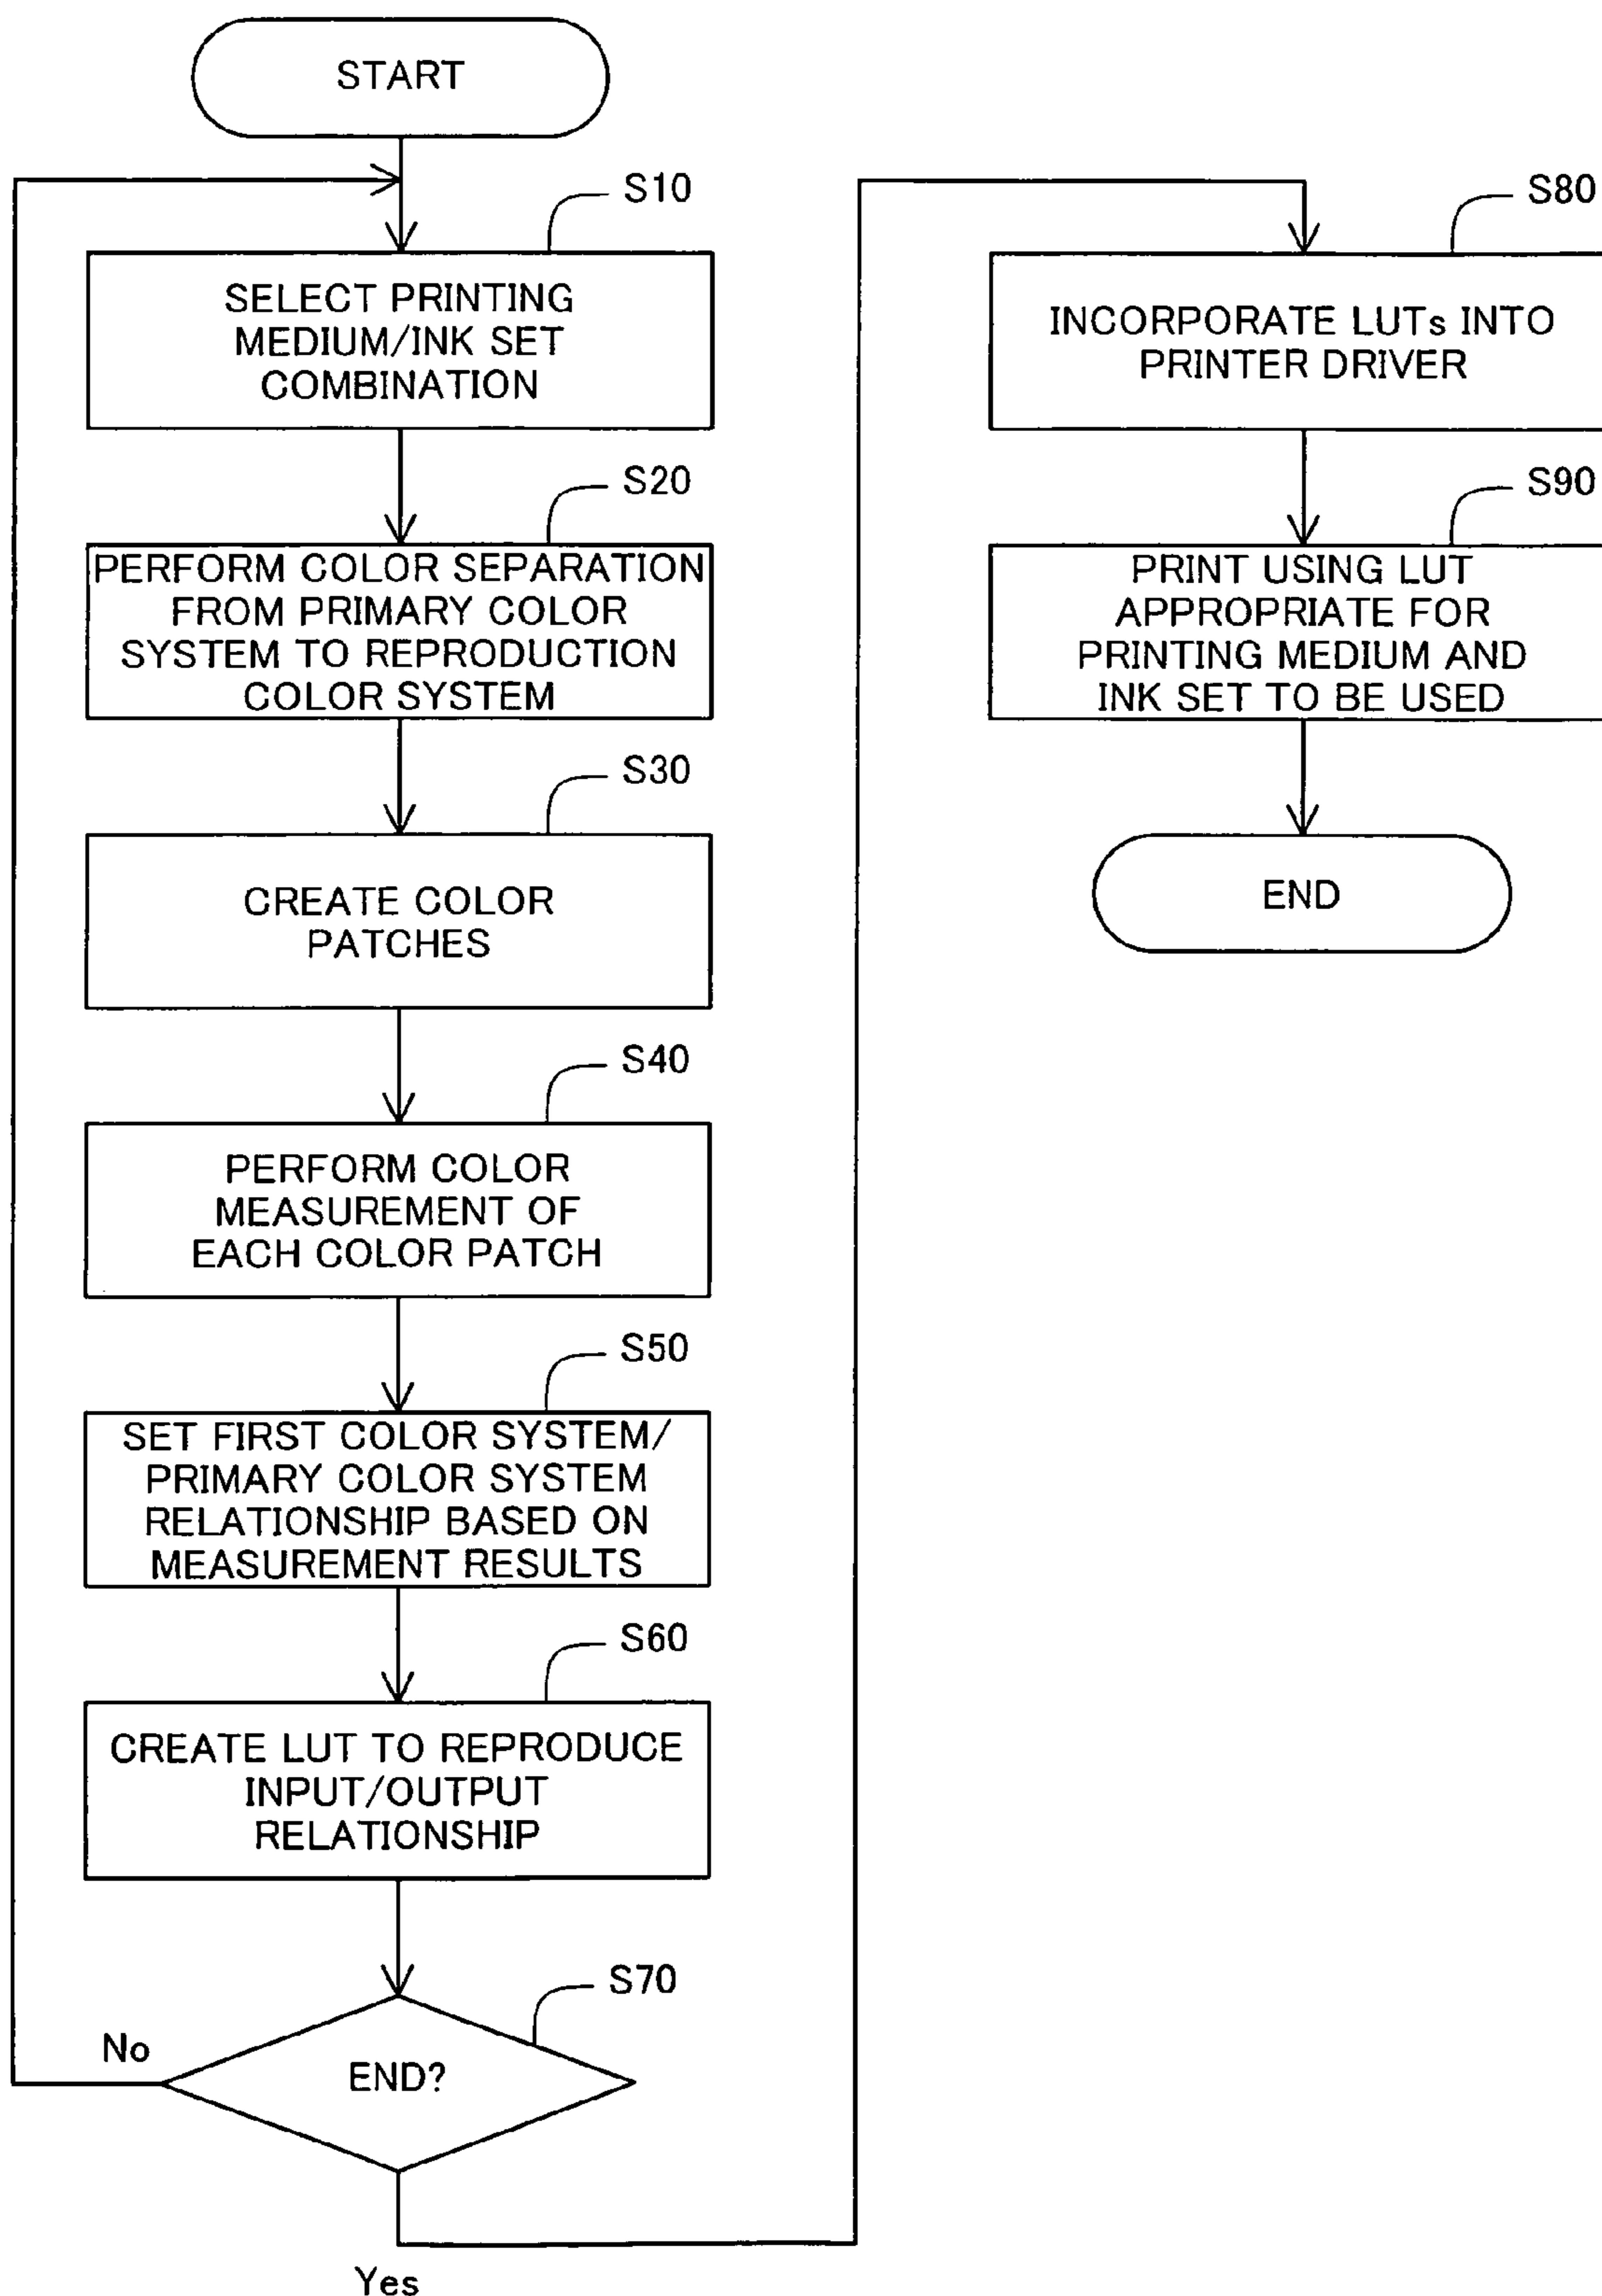 START
S10
SELECT PRINTING
MEDIUM/INK SET
COMBINATION
S20
PERFORM COLOR SEPARATION
FROM PRIMARY COLOR
SYSTEM TO REPRODUCTION
COLOR SYSTEM
S30
CREATE COLOR
PATCHES
S40
PERFORM COLOR
MEASUREMENT OF
EACH COLOR PATCH
S50
SET FIRST COLOR SYSTEM/
PRIMARY COLOR SYSTEM
RELATIONSHIP BASED ON
MEASUREMENT RESULTS
S60
CREATE LUT TO REPRODUCE
INPUT/OUTPUT
RELATIONSHIP
S70
END?
No
Yes
S80
INCORPORATE LUTs INTO
PRINTER DRIVER
S90
PRINT USING LUT
APPROPRIATE FOR
PRINTING MEDIUM AND
INK SET TO BE USED
END